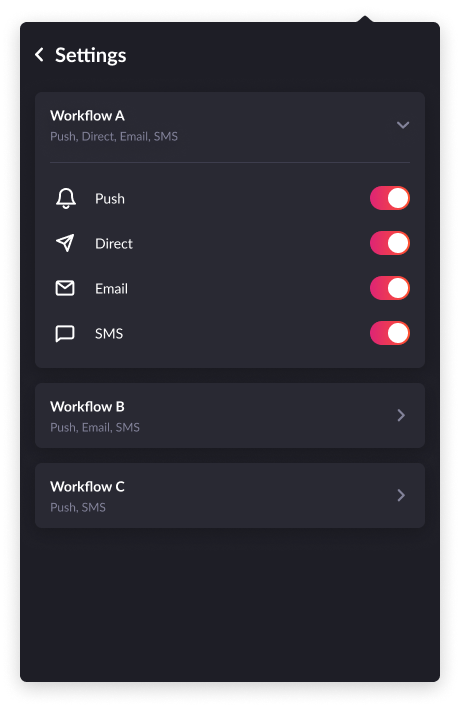 Settings
Workflow A
Push, Direct, Email, SMS
Push
Direct
Email
SMS
Workflow B
Push, Email, SMS
Workflow C
Push, SMS